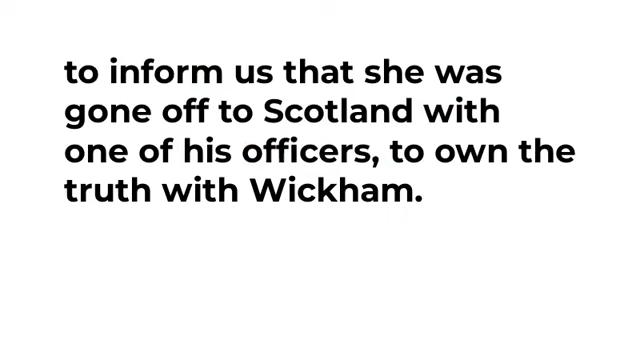 to inform us that she was
gone off to Scotland with
one of his officers, to own the
truth with Wickham.